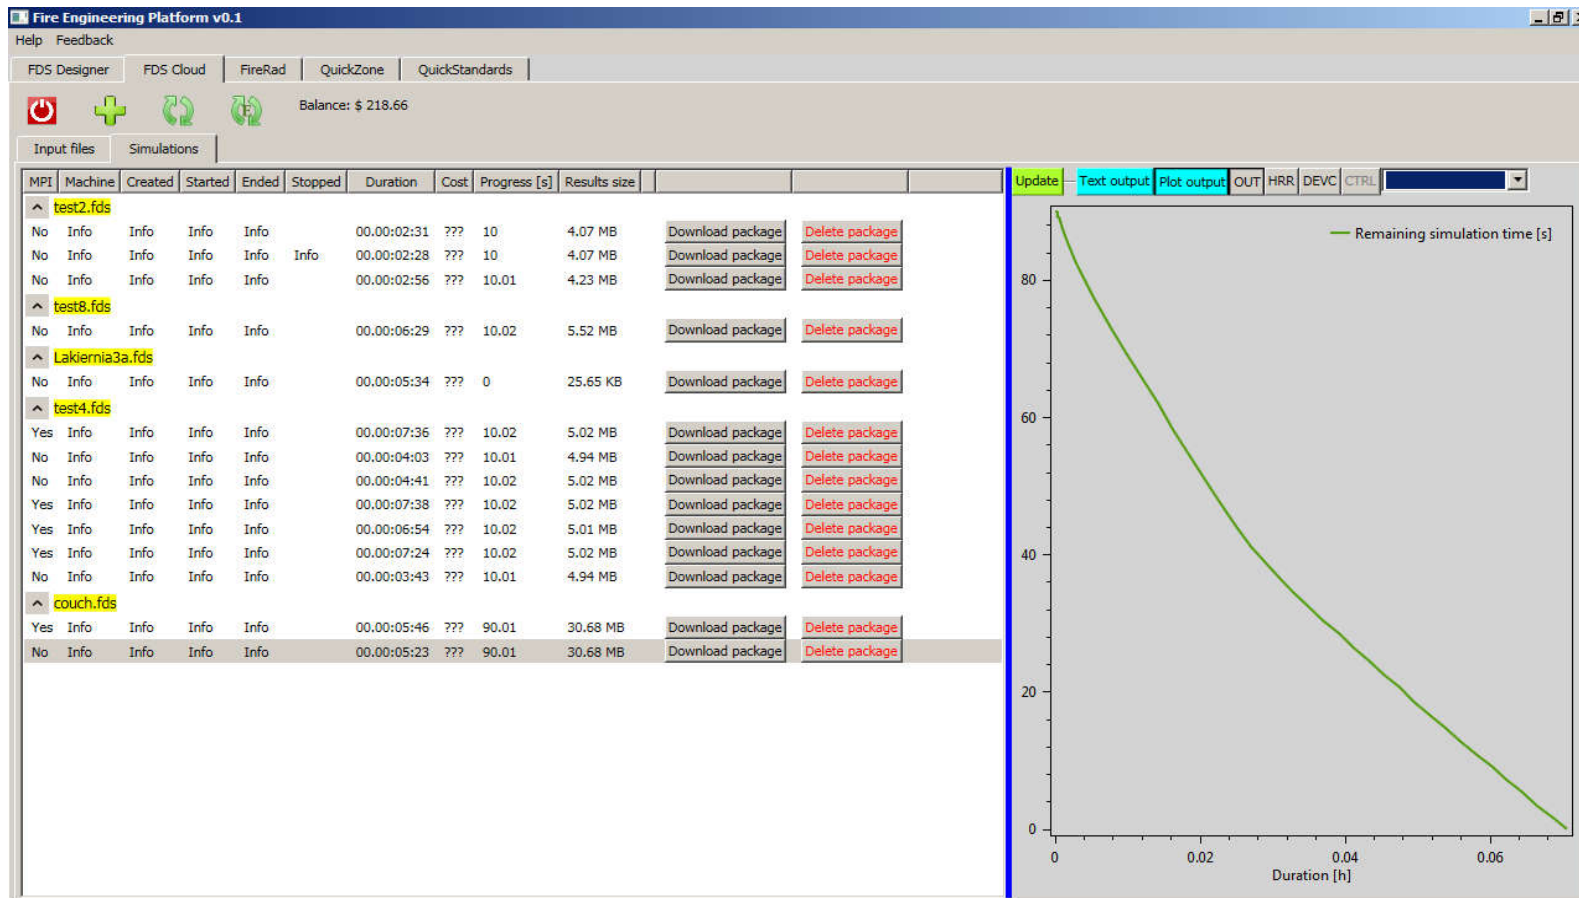 Fire Engineering Platform v0.1
Help Feedback
FDS Designer FDS Cloud FireRad QuickZone QuickStandards
Balance: $ 218.66
Input files Simulations
MPI Machine Created Started Ended Stopped Duration Cost Progress [s] Results size
test2.fds
No Info Info Info Info 00.00:02:31 ??? 10 4.07 MB Download package Delete package
No Info Info Info Info Info 00.00:02:28 ??? 10 4.07 MB Download package Delete package
No Info Info Info Info 00.00:02:56 ??? 10.01 4.23 MB Download package Delete package
test8.fds
No Info Info Info Info 00.00:06:29 ??? 10.02 5.52 MB Download package Delete package
Lakiernia3a.fds
No Info Info Info Info 00.00:05:34 ??? 0 25.65 KB Download package Delete package
test4.fds
Yes Info Info Info Info 00.00:07:36 ??? 10.02 5.02 MB Download package Delete package
No Info Info Info Info 00.00:04:03 ??? 10.01 4.94 MB Download package Delete package
No Info Info Info Info 00.00:04:41 ??? 10.02 5.02 MB Download package Delete package
Yes Info Info Info Info 00.00:07:38 ??? 10.02 5.02 MB Download package Delete package
Yes Info Info Info Info 00.00:06:54 ??? 10.02 5.01 MB Download package Delete package
Yes Info Info Info Info 00.00:07:24 ??? 10.02 5.02 MB Download package Delete package
No Info Info Info Info 00.00:03:43 ??? 10.01 4.94 MB Download package Delete package
couch.fds
Yes Info Info Info Info 00.00:05:46 ??? 90.01 30.68 MB Download package Delete package
No Info Info Info Info 00.00:05:23 ??? 90.01 30.68 MB Download package Delete package
Update Text output Plot output OUT HRR DEVC CTRL
Remaining simulation time [s]
80
60
40
20
0
0 0.02 0.04 0.06
Duration [h]